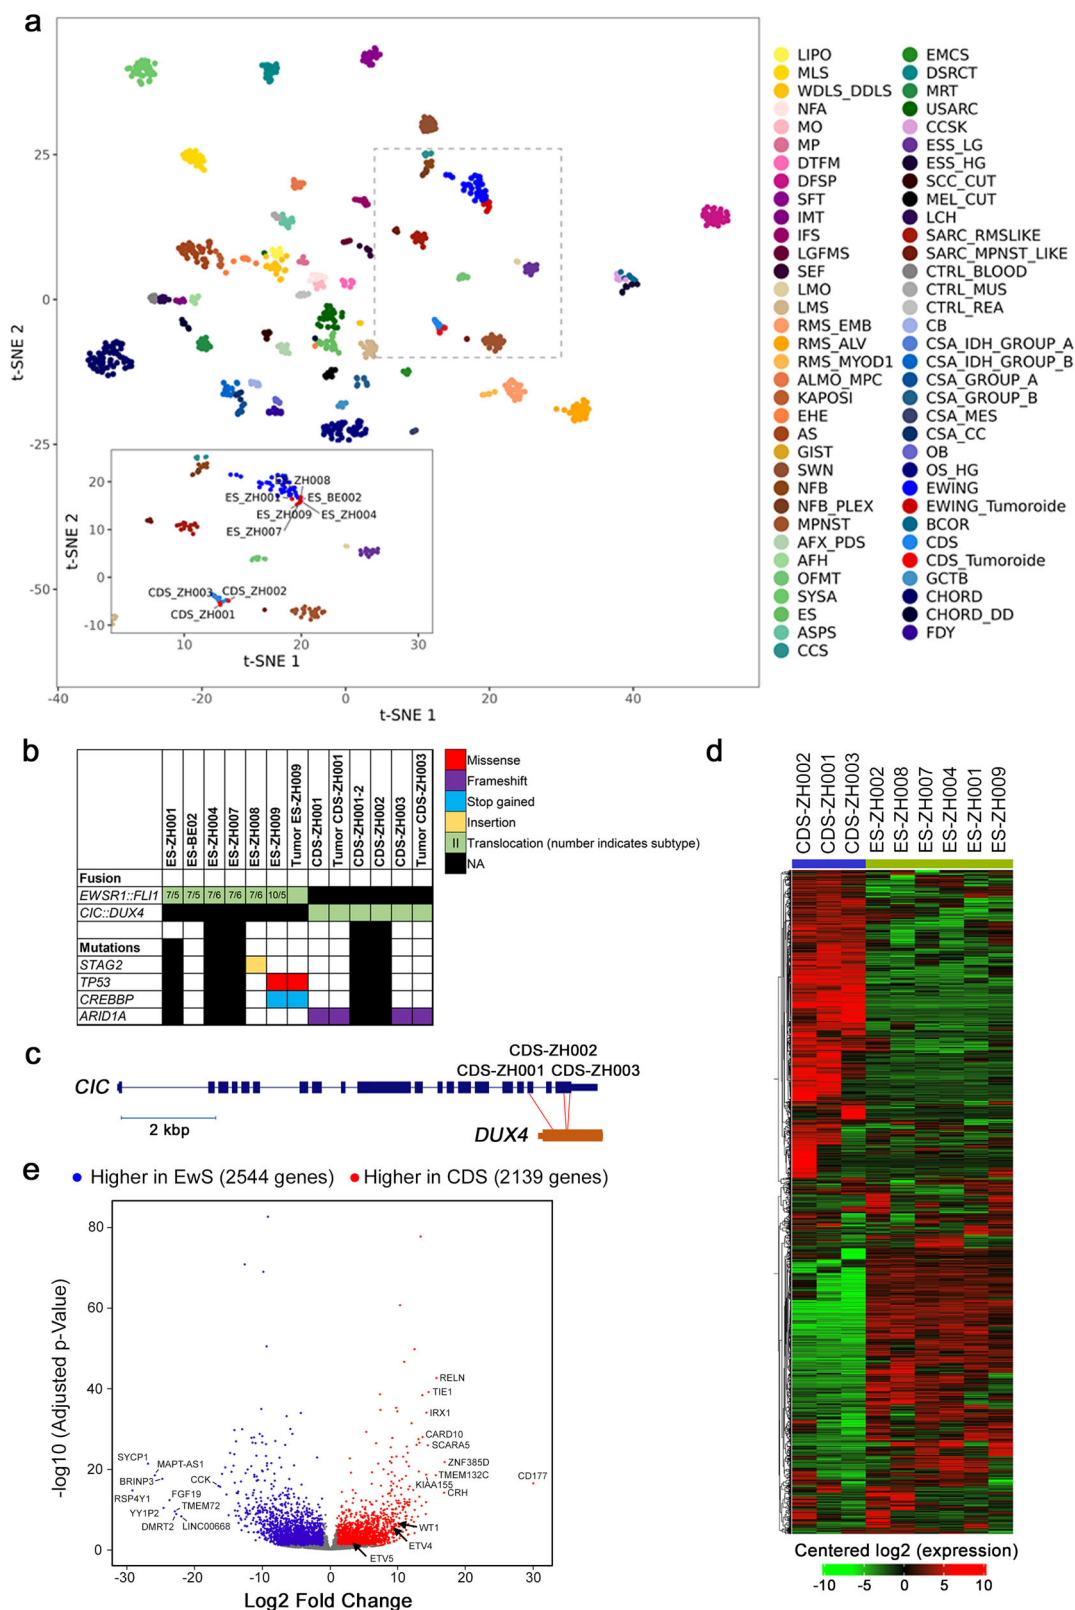 a
25
0
-25
-50
t-SNE 2
-40
-20
0
20
40
t-SNE 1
20
10
0
-10
t-SNE 2
10
20
30
t-SNE 1
ZH008
ES_ZH001
ES_BE002
ES_ZH009
ES_ZH004
ES_ZH007
CDS_ZH003
CDS_ZH002
CDS_ZH001
LIPO
MLS
WDLS_DDLS
NFA
MO
MP
DTFM
DFSP
SFT
IMT
IFS
LGFMS
SEF
LMO
LMS
RMS_EMB
RMS_ALV
RMS_MYOD1
ALMO_MPC
KAPOSI
EHE
AS
GIST
SWN
NFB
NFB_PLEX
MPNST
AFX_PDS
AFH
OFMT
SYSA
ES
ASPS
CCS
EMCS
DSRCT
MRT
USARC
CCSK
ESS_LG
ESS_HG
SCC_CUT
MEL_CUT
LCH
SARC_RMSLIKE
SARC_MPNST_LIKE
CTRL_BLOOD
CTRL_MUS
CTRL_REA
CB
CSA_IDH_GROUP_A
CSA_IDH_GROUP_B
CSA_GROUP_A
CSA_GROUP_B
CSA_MES
CSA_CC
OB
OS_HG
EWING
EWING_Tumoroide
BCOR
CDS
CDS_Tumoroide
GCTB
CHORD
CHORD_DD
FDY
b
ES-ZH001
ES-BE02
ES-ZH004
ES-ZH007
ES-ZH008
ES-ZH009
Tumor ES-ZH009
CDS-ZH001
Tumor CDS-ZH001
CDS-ZH001-2
CDS-ZH002
CDS-ZH003
Tumor CDS-ZH003
Fusion
EWSR1::FLI1 7/5 7/5 7/6 7/6 7/6 10/5
CIC::DUX4
Mutations
STAG2
TP53
CREBBP
ARID1A
Missense
Frameshift
Stop gained
Insertion
II Translocation (number indicates subtype)
NA
c
CDS-ZH002
CDS-ZH001 CDS-ZH003
CIC
2 kbp
DUX4
d
CDS-ZH002
CDS-ZH001
CDS-ZH003
ES-ZH002
ES-ZH008
ES-ZH007
ES-ZH004
ES-ZH001
ES-ZH009
Centered log2 (expression)
-10 -5 0 5 10
e
Higher in EwS (2544 genes) Higher in CDS (2139 genes)
80
60
40
20
0
-log10 (Adjusted p-Value)
RELN
TIE1
IRX1
CARD10
SCARA5
ZNF385D
TMEM132C
CD177
KIAA155
CRH
WT1
ETV4
ETV5
SYCP1
MAPT-AS1
BRINP3
CCK
RSP4Y1
FGF19
YY1P2
TMEM72
DMRT2
LINC00668
-30 -20 -10 0 10 20 30
Log2 Fold Change